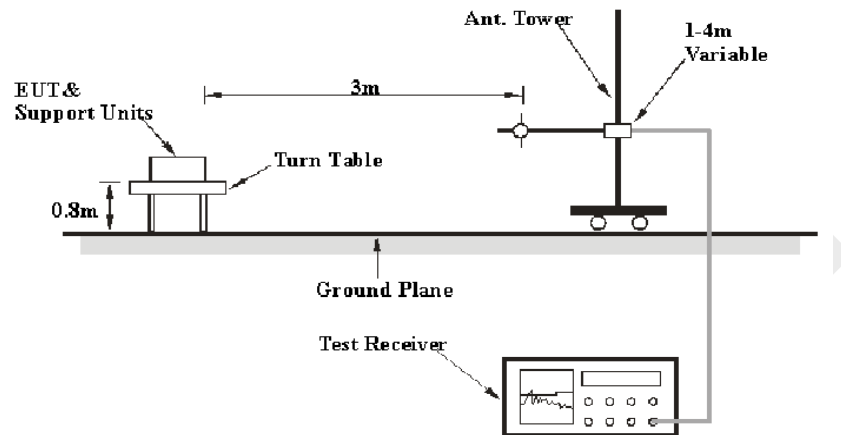 Ant. Tower
1-4m
Variable
3m
EUT&
Support Units
Turn Table
0.8m
Ground Plane
Test Receiver